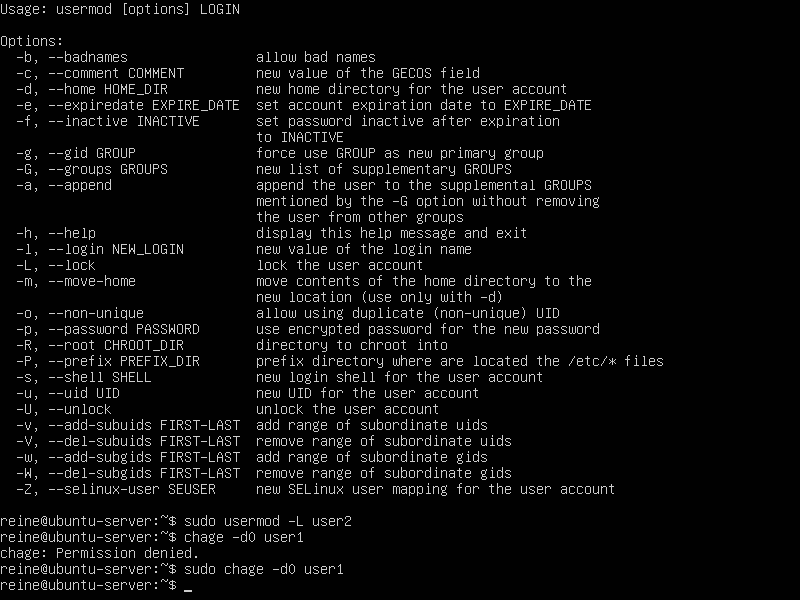 Usage: usermod [options] LOGIN

Options:
  -b, --badnames                allow bad names
  -c, --comment COMMENT         new value of the GECOS field
  -d, --home HOME_DIR           new home directory for the user account
  -e, --expiredate EXPIRE_DATE  set account expiration date to EXPIRE_DATE
  -f, --inactive INACTIVE       set password inactive after expiration
                                to INACTIVE
  -g, --gid GROUP               force use GROUP as new primary group
  -G, --groups GROUPS           new list of supplementary GROUPS
  -a, --append                  append the user to the supplemental GROUPS
                                mentioned by the -G option without removing
                                the user from other groups
  -h, --help                    display this help message and exit
  -l, --login NEW_LOGIN         new value of the login name
  -L, --lock                    lock the user account
  -m, --move-home               move contents of the home directory to the
                                new location (use only with -d)
  -o, --non-unique              allow using duplicate (non-unique) UID
  -p, --password PASSWORD       use encrypted password for the new password
  -R, --root CHROOT_DIR         directory to chroot into
  -P, --prefix PREFIX_DIR       prefix directory where are located the /etc/* files
  -s, --shell SHELL             new login shell for the user account
  -u, --uid UID                 new UID for the user account
  -U, --unlock                  unlock the user account
  -v, --add-subuids FIRST-LAST  add range of subordinate uids
  -V, --del-subuids FIRST-LAST  remove range of subordinate uids
  -w, --add-subgids FIRST-LAST  add range of subordinate gids
  -W, --del-subgids FIRST-LAST  remove range of subordinate gids
  -Z, --selinux-user SEUSER     new SELinux user mapping for the user account

reine@ubuntu-server:~$ sudo usermod -L user2
reine@ubuntu-server:~$ chage -d0 user1
chage: Permission denied.
reine@ubuntu-server:~$ sudo chage -d0 user1
reine@ubuntu-server:~$ _